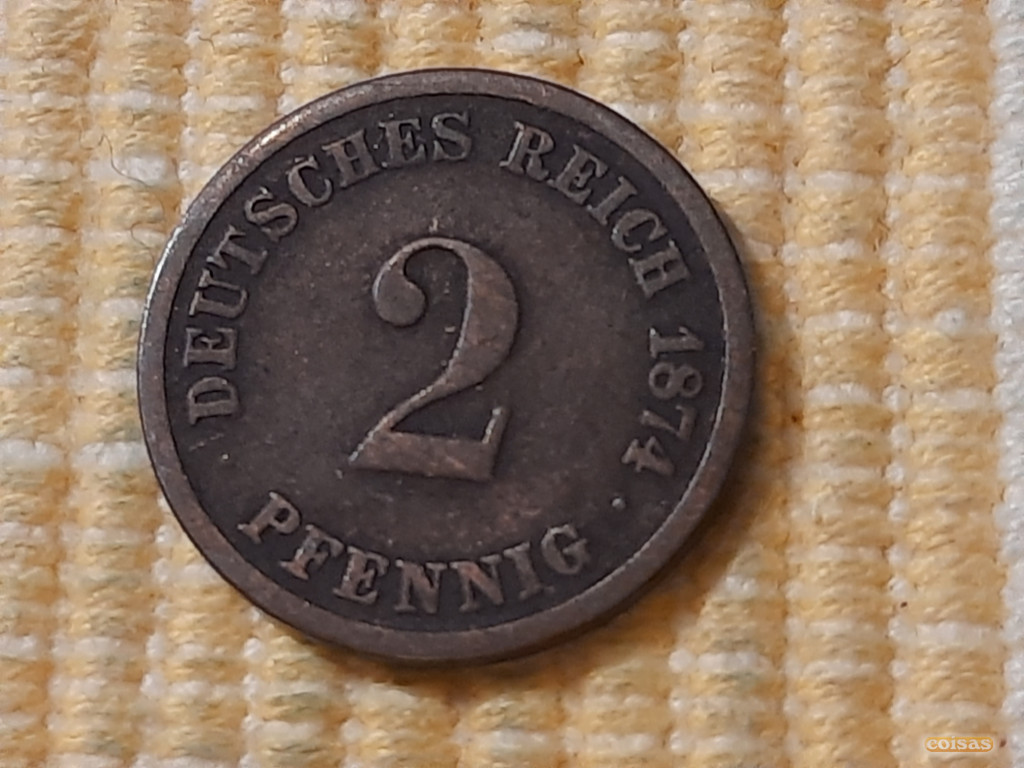 DEUTSCHES REICH 1874
2
PFENNIG
coisas